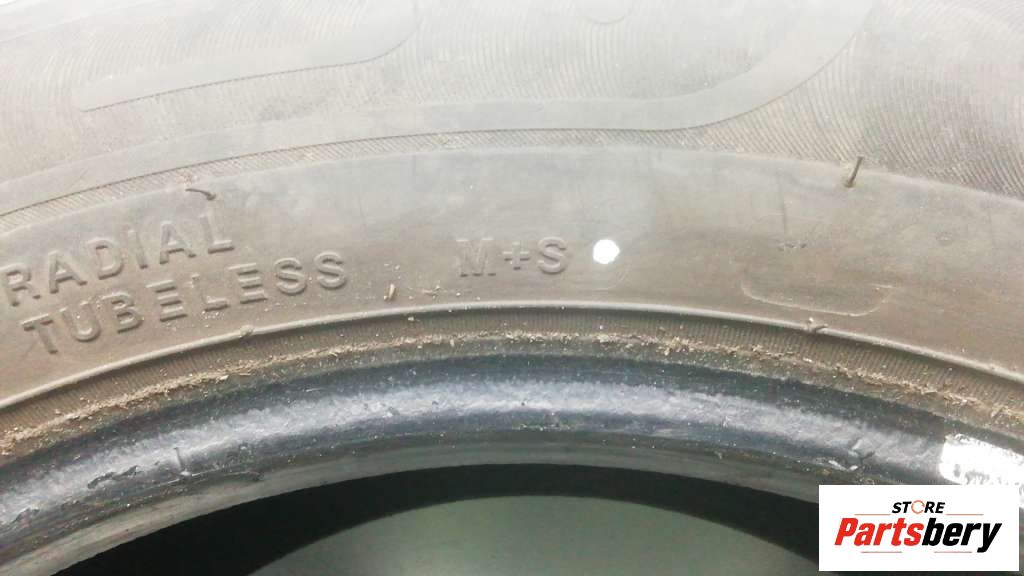 RADIAL
TUBELESS
M+S
STORE
Partsbery